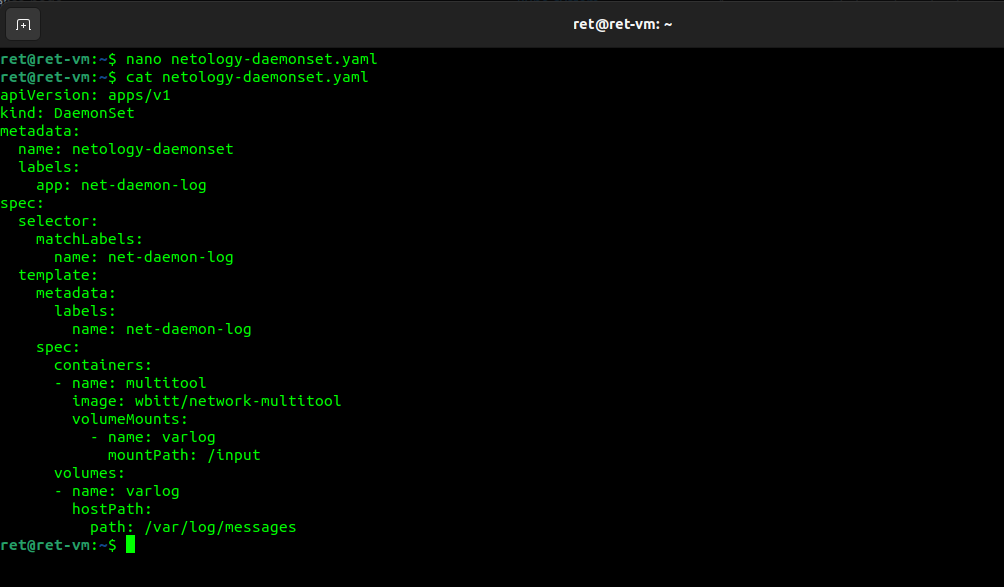 ret@ret-vm: ~
ret@ret-vm:~$ nano netology-daemonset.yaml
ret@ret-vm:~$ cat netology-daemonset.yaml
apiVersion: apps/v1
kind: DaemonSet
metadata:
  name: netology-daemonset
  labels:
    app: net-daemon-log
spec:
  selector:
    matchLabels:
      name: net-daemon-log
  template:
    metadata:
      labels:
        name: net-daemon-log
    spec:
      containers:
      - name: multitool
        image: wbitt/network-multitool
        volumeMounts:
          - name: varlog
            mountPath: /input
      volumes:
      - name: varlog
        hostPath:
          path: /var/log/messages
ret@ret-vm:~$